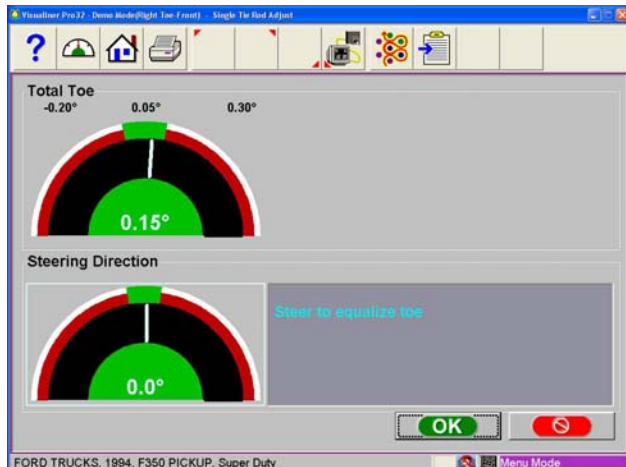 Visualiner Pro32 - Demo Mode(Right Toe-Front) - Single Tie Rod Adjust
?
Total Toe
-0.20° 0.05° 0.30°
0.15°
Steering Direction
Steer to equalize toe
0.0°
OK
FORD TRUCKS, 1994, F350 PICKUP, Super Duty
Menu Mode